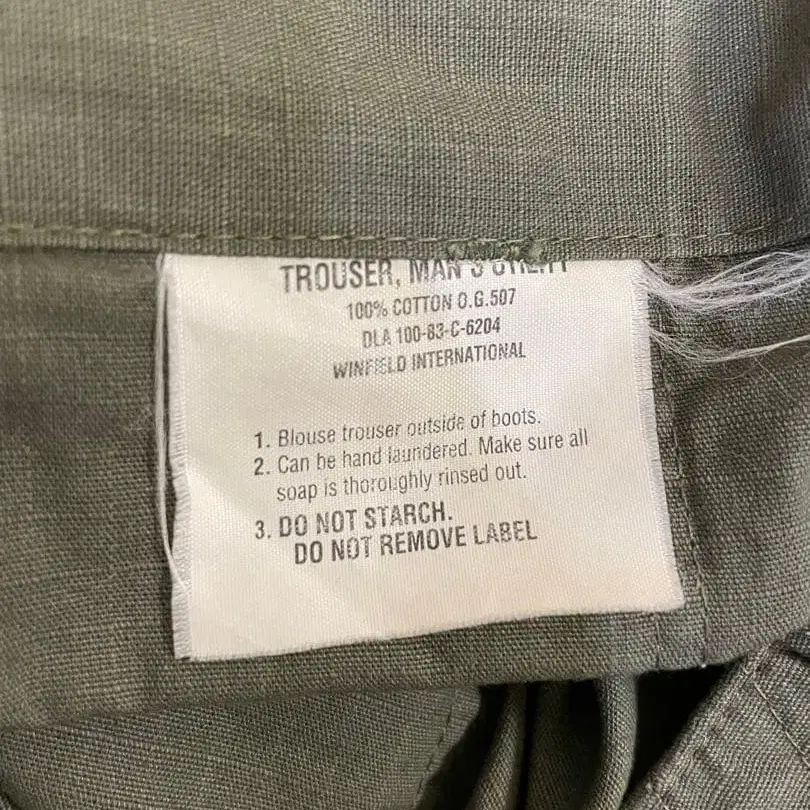 TROUSER, MAN'S UTILITY
100% COTTON O.G.507
DLA 100-83-C-6204
WINFIELD INTERNATIONAL
1. Blouse trouser outside of boots.
2. Can be hand laundered. Make sure all
soap is thoroughly rinsed out.
3. DO NOT STARCH.
DO NOT REMOVE LABEL